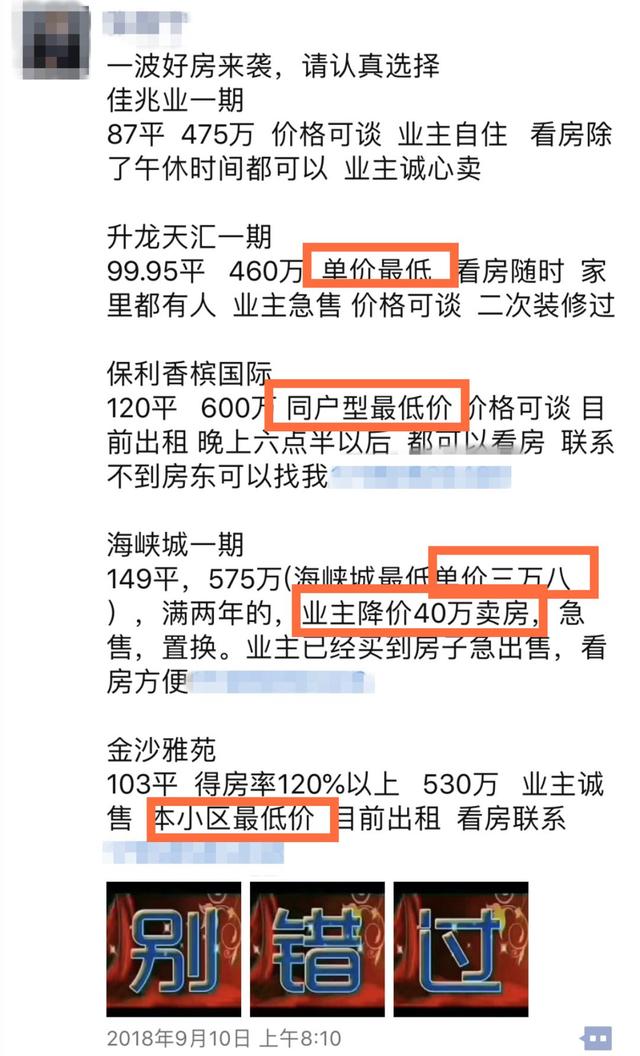 一波好房来袭，请认真选择
佳兆业一期
87平 475万 价格可谈 业主自住 看房除
了午休时间都可以 业主诚心卖
升龙天汇一期
99.95平 460万 单价最低 看房随时 家
里都有人 业主急售 价格可谈 二次装修过
保利香槟国际
120平 600万 同户型最低价 价格可谈 目
前出租 晚上六点半以后 都可以看房 联系
不到房东可以找我
海峡城一期
149平，575万(海峡城最低单价三万八
)，满两年的，业主降价40万卖房，急
售，置换。业主已经买到房子急出售，看
房方便
金沙雅苑
103平 得房率120%以上 530万 业主诚
售 本小区最低价 目前出租 看房联系
别 错 过
2018年9月10日 上午8:10